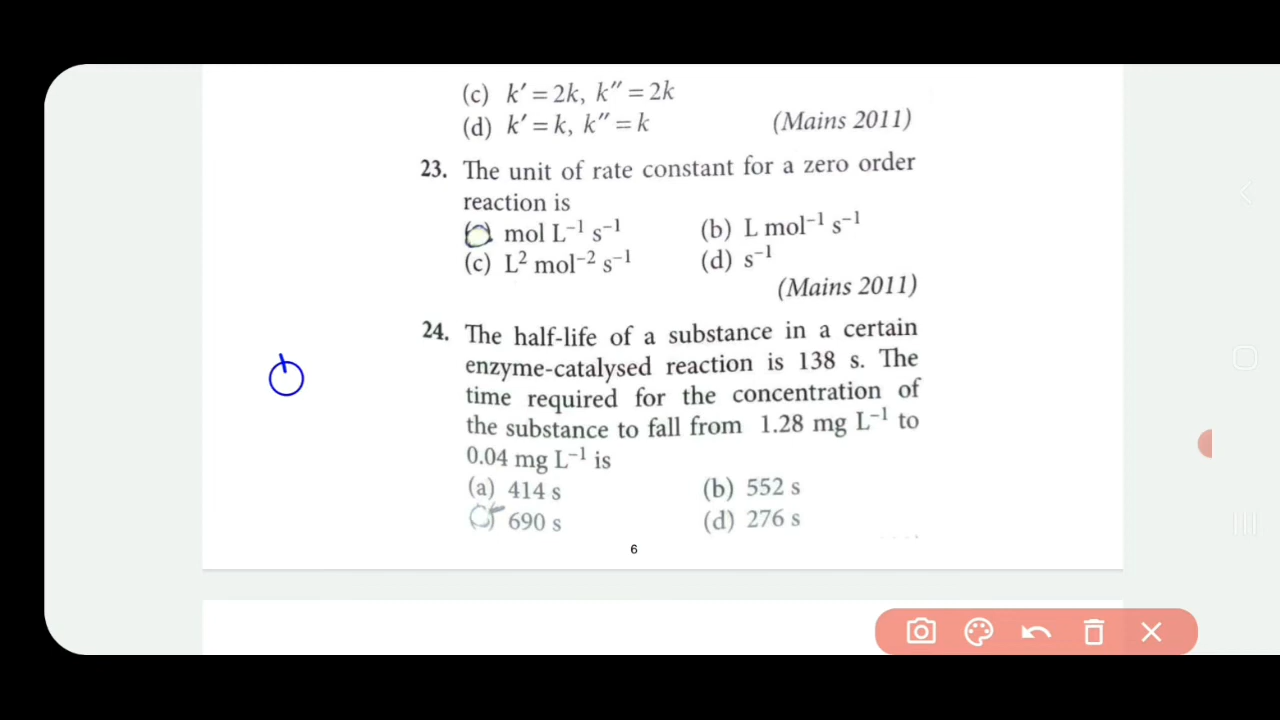 (c) k′ = 2k, k″ = 2k
(d) k′ = k, k″ = k (Mains 2011)
23. The unit of rate constant for a zero order
reaction is
mol L⁻¹ s⁻¹ (b) L mol⁻¹ s⁻¹
(c) L² mol⁻² s⁻¹ (d) s⁻¹
(Mains 2011)
24. The half-life of a substance in a certain
enzyme-catalysed reaction is 138 s. The
time required for the concentration of
the substance to fall from 1.28 mg L⁻¹ to
0.04 mg L⁻¹ is
(a) 414 s (b) 552 s
690 s (d) 276 s
6